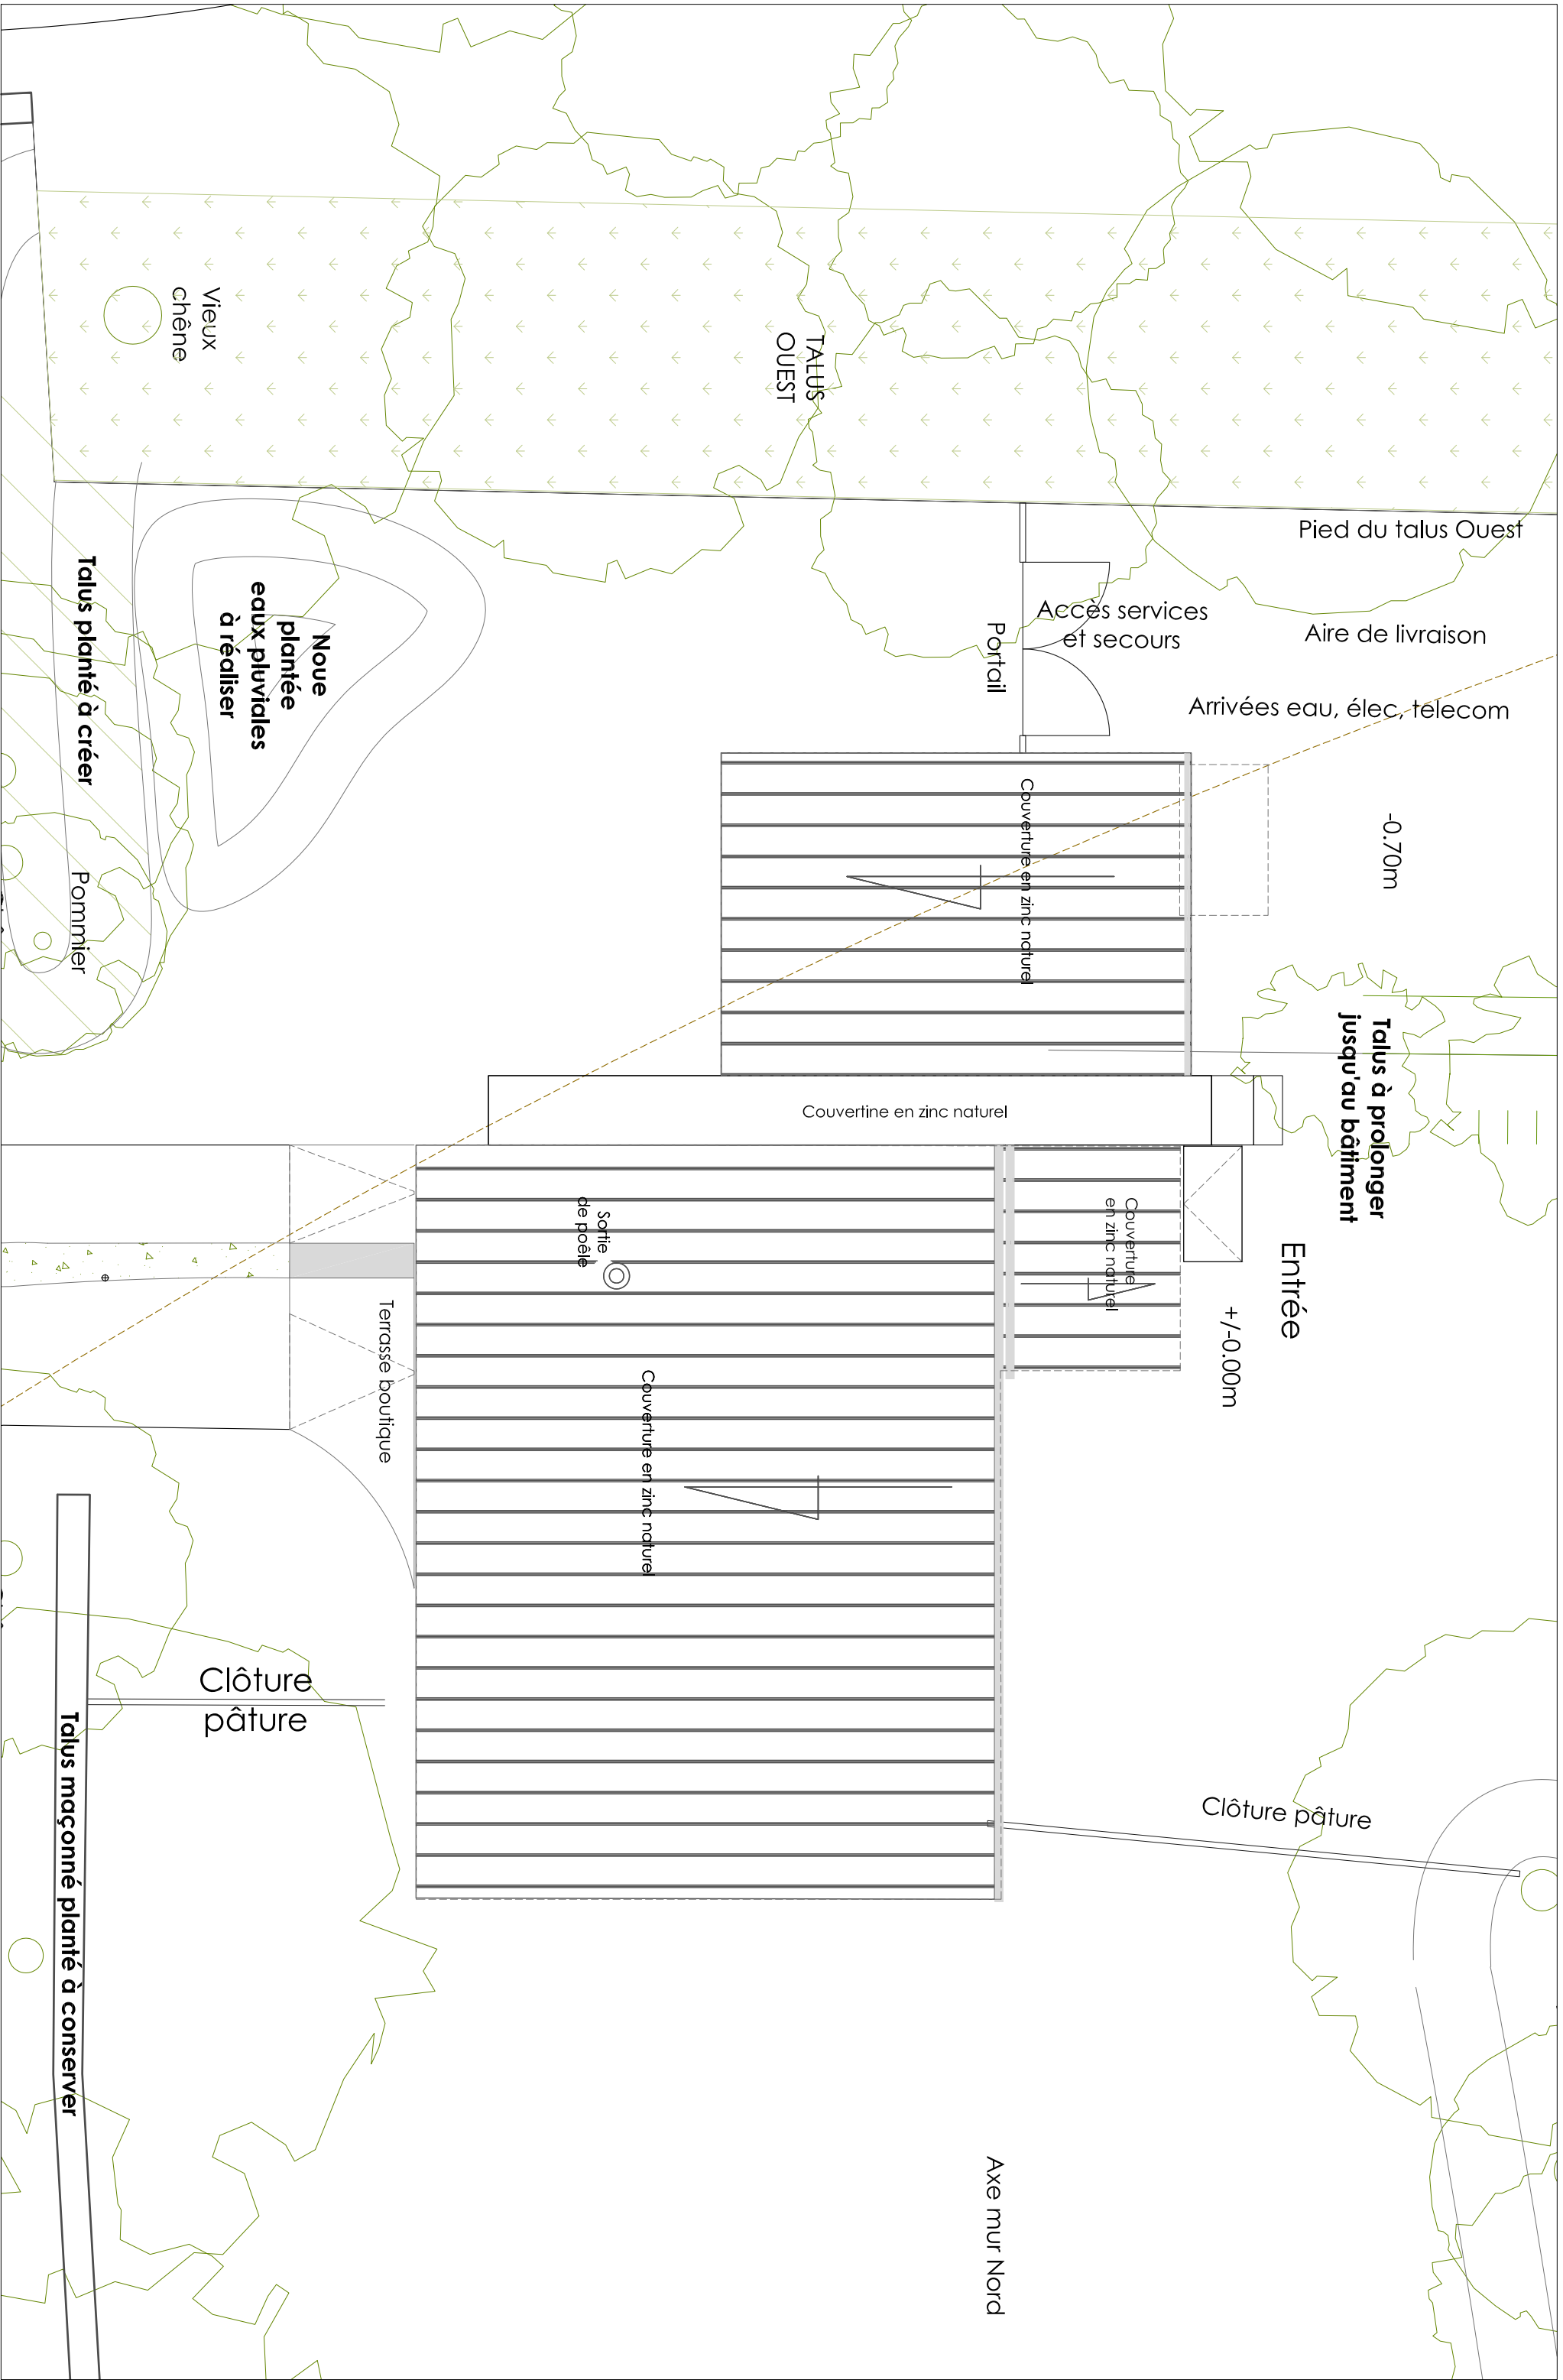 Vieux
chêne
TALUS
OUEST
Pied du talus Ouest
Accès services
et secours
Aire de livraison
Portail
Arrivées eau, élec, telecom
Talus planté à créer
Noue
plantée
eaux pluviales
à réaliser
Pommier
Couverture en zinc naturel
-0.70m
Talus à prolonger
jusqu'au bâtiment
Couvertine en zinc naturel
Sortie
de poêle
Couverture
en zinc naturel
Entrée
+/-0.00m
Terrasse boutique
Couverture en zinc naturel
Clôture
pâture
Clôture pâture
Talus maçonné planté à conserver
Axe mur Nord